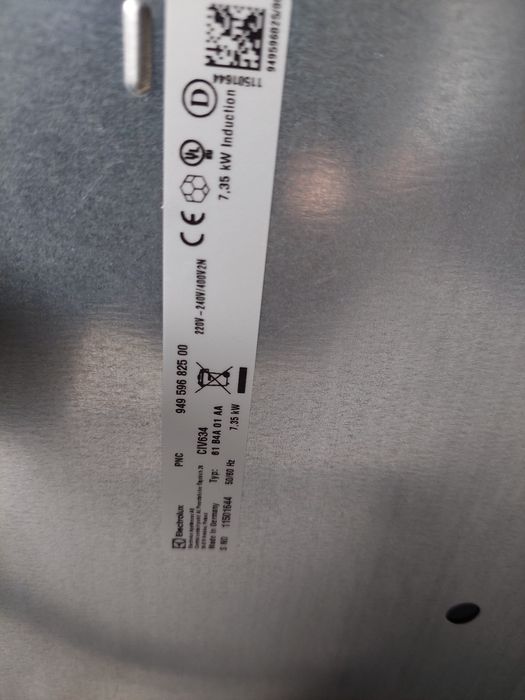 Electrolux
Made in Germany
S NO 11501644
PNC 949 596 825 00
CIV634
Typ: 61 B4A 01 AA
50/60 Hz 7,35 kW
220V - 240V/400V2N
CE
UL
D
7,35 kW Induction
11501644